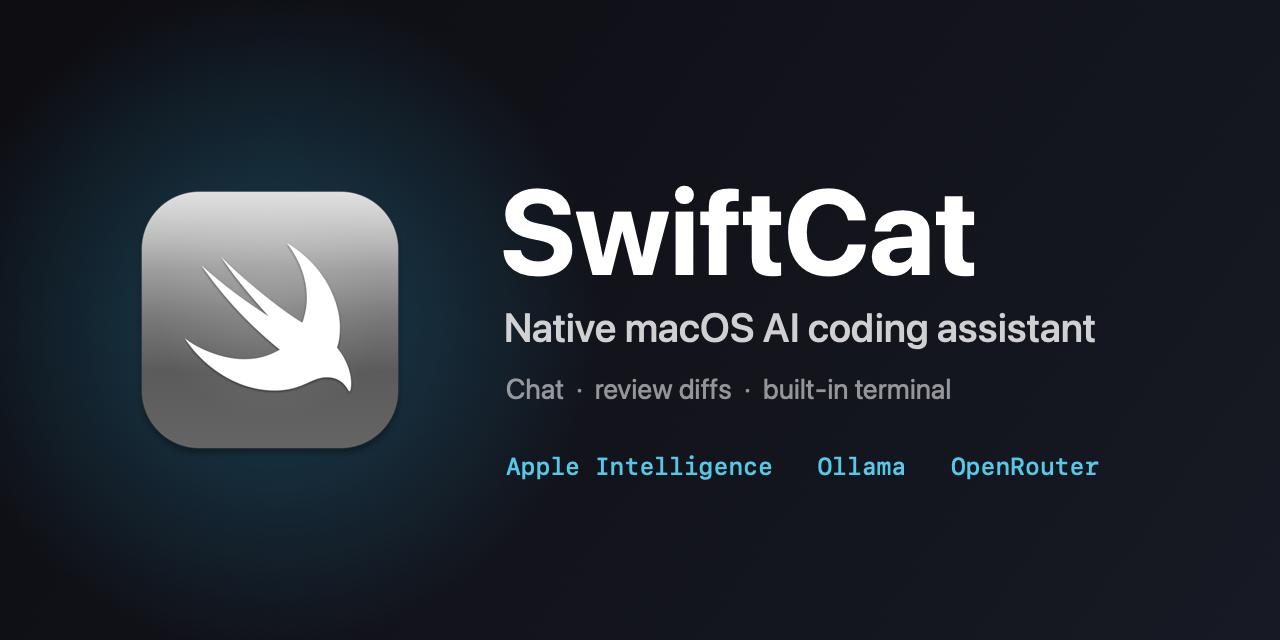 SwiftCat
Native macOS AI coding assistant
Chat · review diffs · built-in terminal
Apple Intelligence Ollama OpenRouter